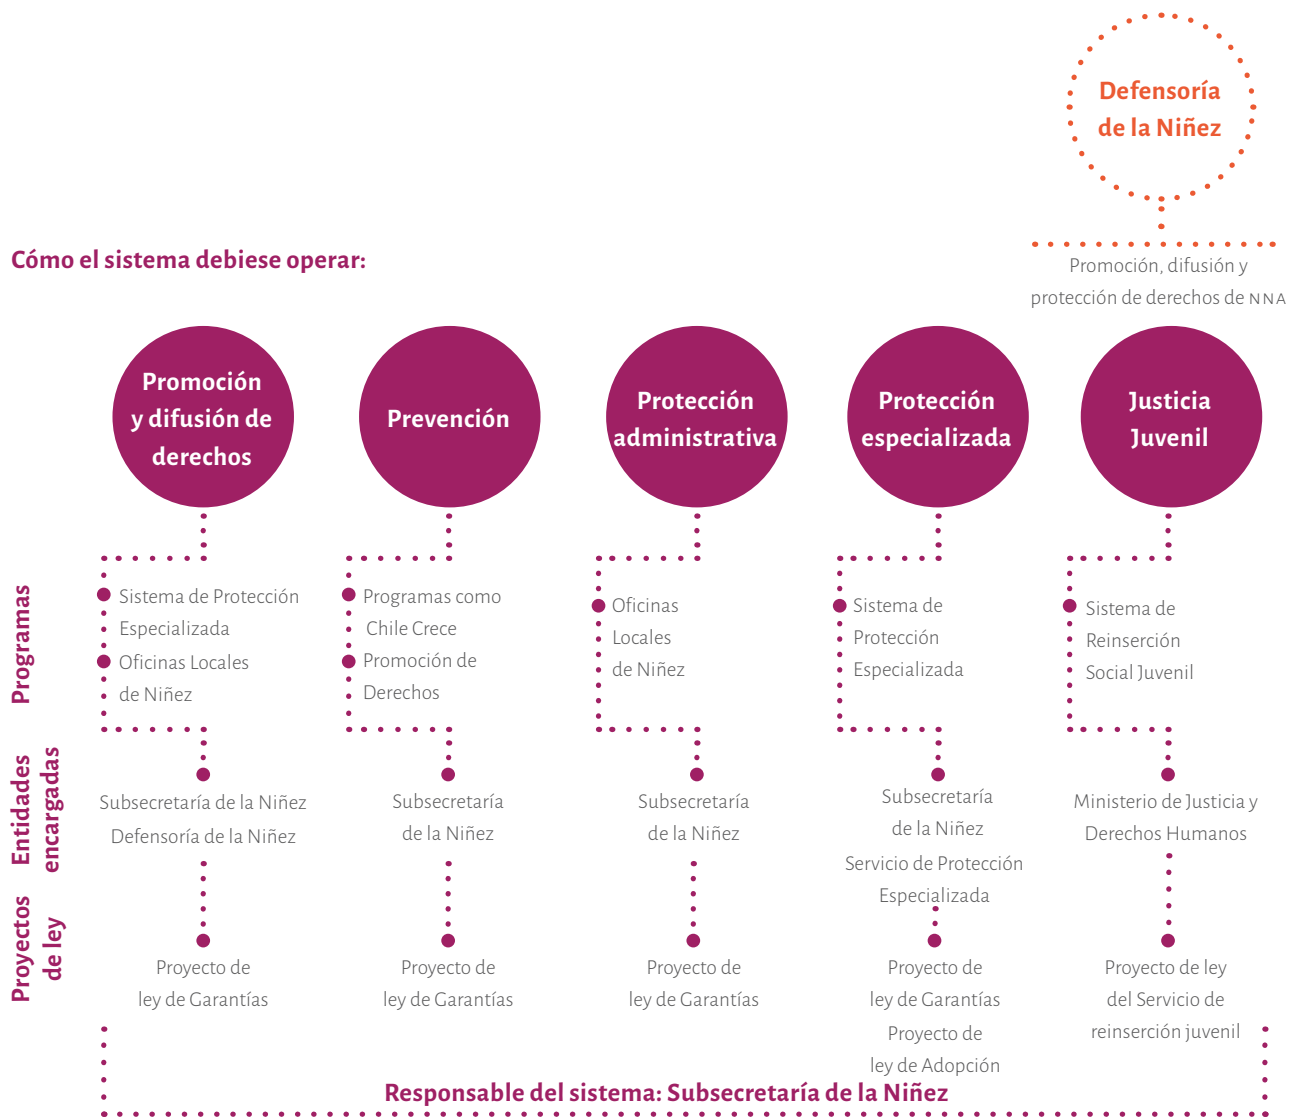 Defensoría
de la Niñez
Promoción, difusión y
protección de derechos de NNA
Cómo el sistema debiese operar:
Promoción
y difusión de
derechos
Prevención
Protección
administrativa
Protección
especializada
Justicia
Juvenil
Programas
Sistema de Protección
Especializada
Oficinas Locales
de Niñez
Programas como
Chile Crece
Promoción de
Derechos
Oficinas
Locales
de Niñez
Sistema de
Protección
Especializada
Sistema de
Reinserción
Social Juvenil
Entidades
encargadas
Subsecretaría de la Niñez
Defensoría de la Niñez
Subsecretaría
de la Niñez
Subsecretaría
de la Niñez
Subsecretaría
de la Niñez
Servicio de Protección
Especializada
Ministerio de Justicia y
Derechos Humanos
Proyectos
de ley
Proyecto de
ley de Garantías
Proyecto de
ley de Garantías
Proyecto de
ley de Garantías
Proyecto de
ley de Garantías
Proyecto de
ley de Adopción
Proyecto de ley
del Servicio de
reinserción juvenil
Responsable del sistema: Subsecretaría de la Niñez